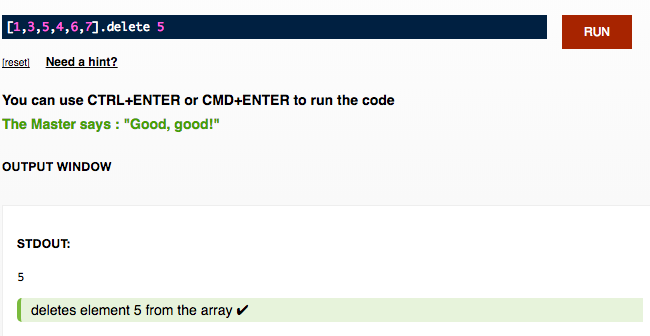 [1,3,5,4,6,7].delete 5
RUN
[reset] Need a hint?
You can use CTRL+ENTER or CMD+ENTER to run the code
The Master says : "Good, good!"
OUTPUT WINDOW
STDOUT:
5
deletes element 5 from the array ✔